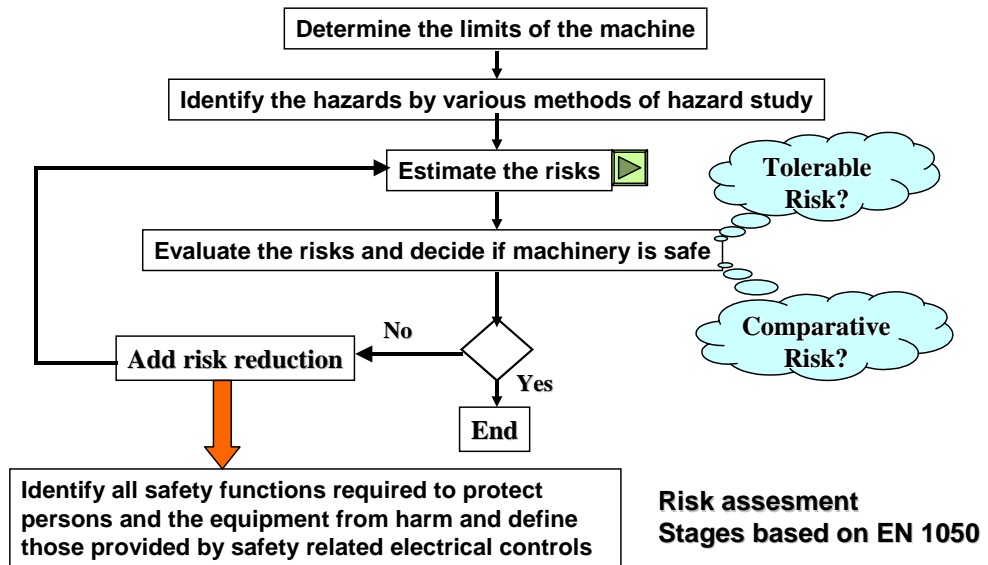 Determine the limits of the machine
Identify the hazards by various methods of hazard study
Estimate the risks
Tolerable
Risk?
Evaluate the risks and decide if machinery is safe
Comparative
Risk?
No
Add risk reduction
Yes
End
Identify all safety functions required to protect
persons and the equipment from harm and define
those provided by safety related electrical controls
Risk assesment
Stages based on EN 1050